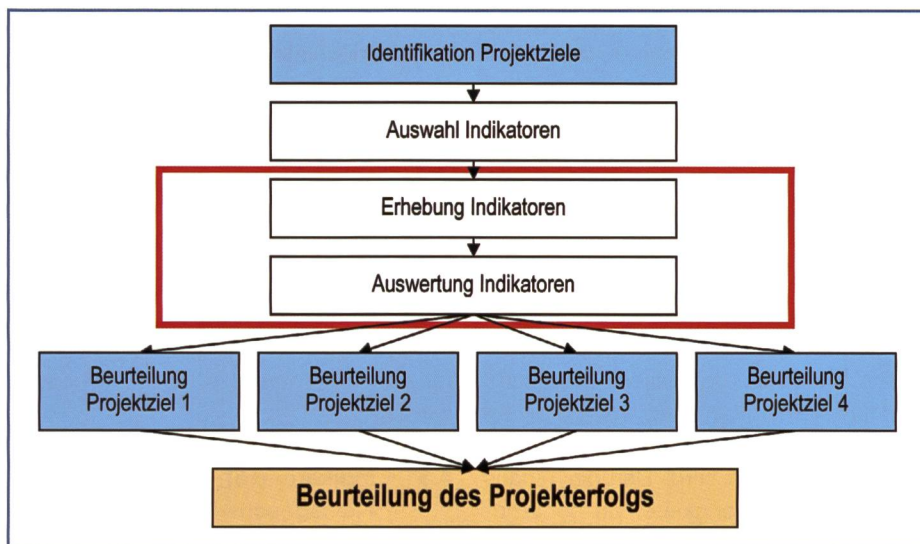 Identifikation Projektziele
Auswahl Indikatoren
Erhebung Indikatoren
Auswertung Indikatoren
Beurteilung
Projektziel 1
Beurteilung
Projektziel 2
Beurteilung
Projektziel 3
Beurteilung
Projektziel 4
Beurteilung des Projekterfolgs